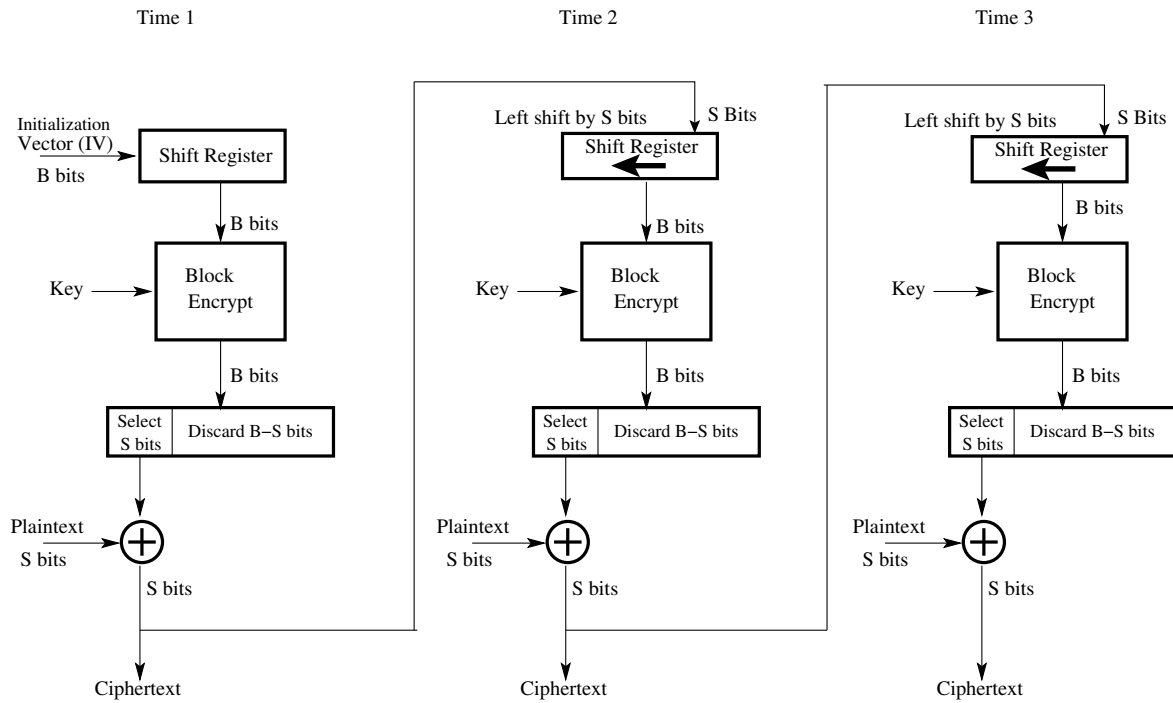 Time 1
Time 2
Time 3
Initialization
Vector (IV)
B bits
Shift Register
Left shift by S bits
S Bits
Shift Register
Left shift by S bits
S Bits
Shift Register
B bits
B bits
B bits
Key
Block
Encrypt
Key
Block
Encrypt
Key
Block
Encrypt
B bits
B bits
B bits
Select
S bits
Discard B−S bits
Select
S bits
Discard B−S bits
Select
S bits
Discard B−S bits
Plaintext
S bits
S bits
Plaintext
S bits
S bits
Plaintext
S bits
S bits
Ciphertext
Ciphertext
Ciphertext